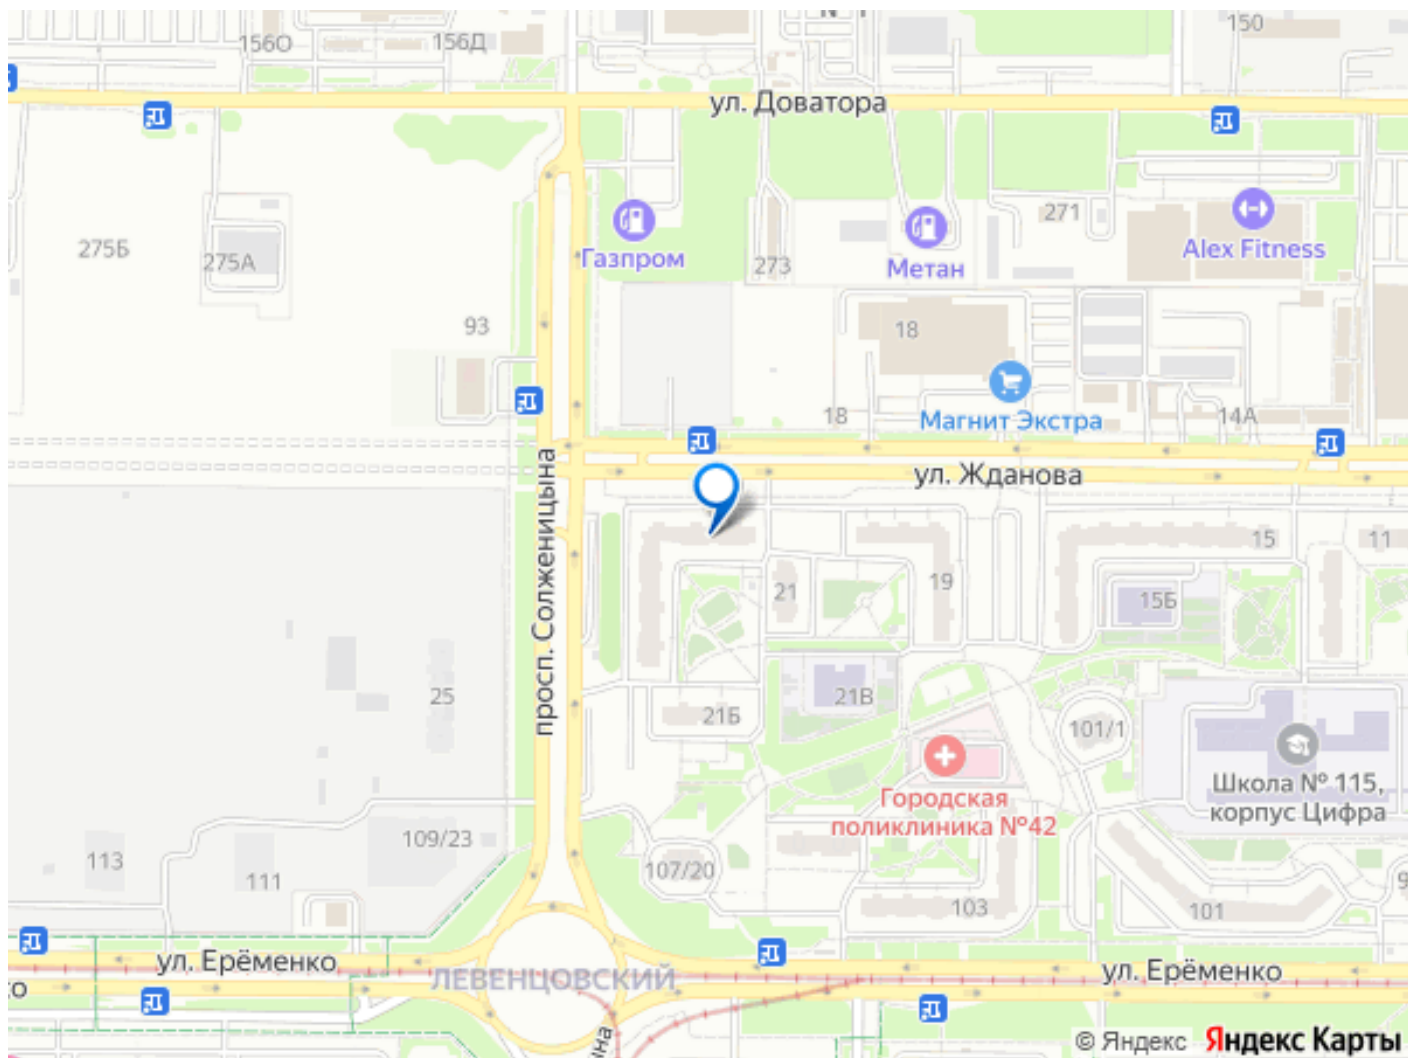 156О
156Д
150
ул. Доватора
275Б
275А
Газпром
273
Метан
271
Alex Fitness
93
18
18
Магнит Экстра
14А
ул. Жданова
просп. Солженицына
21
19
15
11
15Б
25
21Б
21В
101/1
Школа № 115,
корпус Цифра
Городская
поликлиника №42
109/23
113
111
107/20
103
101
ул. Ерёменко
ЛЕВЕНЦОВСКИЙ
ул. Ерёменко
© Яндекс Яндекс Карты